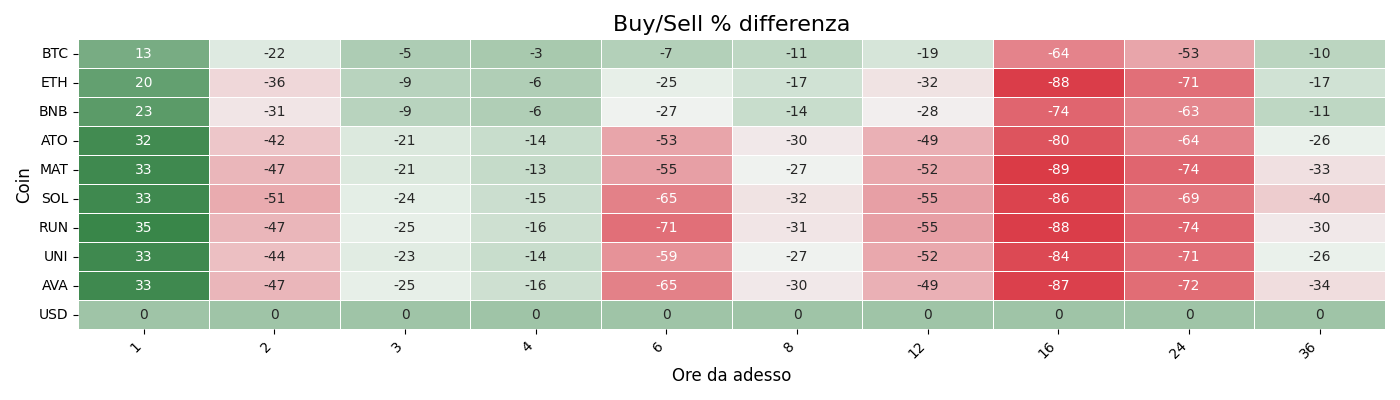 Buy/Sell % differenza
Coin
BTC 13 -22 -5 -3 -7 -11 -19 -64 -53 -10
ETH 20 -36 -9 -6 -25 -17 -32 -88 -71 -17
BNB 23 -31 -9 -6 -27 -14 -28 -74 -63 -11
ATO 32 -42 -21 -14 -53 -30 -49 -80 -64 -26
MAT 33 -47 -21 -13 -55 -27 -52 -89 -74 -33
SOL 33 -51 -24 -15 -65 -32 -55 -86 -69 -40
RUN 35 -47 -25 -16 -71 -31 -55 -88 -74 -30
UNI 33 -44 -23 -14 -59 -27 -52 -84 -71 -26
AVA 33 -47 -25 -16 -65 -30 -49 -87 -72 -34
USD 0 0 0 0 0 0 0 0 0 0
1 2 3 4 6 8 12 16 24 36
Ore da adesso